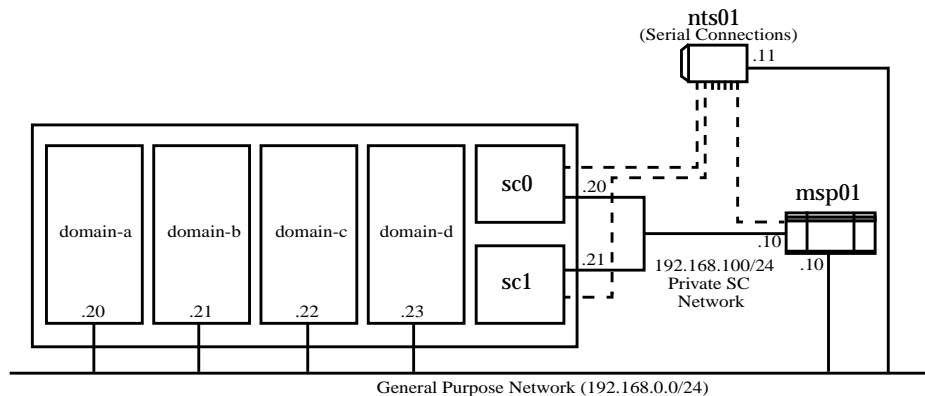 nts01
(Serial Connections)
.11
sc0
.20
msp01
domain-a
domain-b
domain-c
domain-d
.10
.21
.10
sc1
192.168.100/24
Private SC
Network
.20
.21
.22
.23
General Purpose Network (192.168.0.0/24)